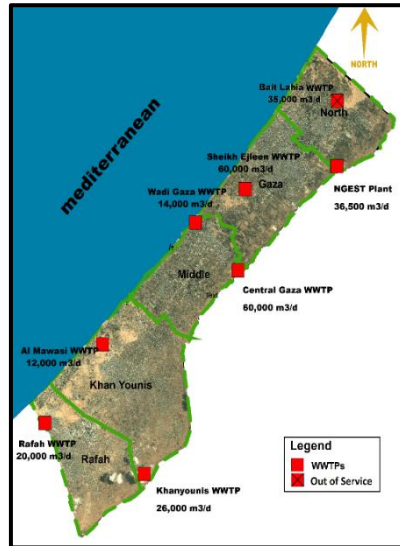 NORTH
Bait Lahia WWTP
35,000 m3/d
North
mediterranean
Sheikh Ejleen WWTP
60,000 m3/d
Gaza
NGEST Plant
36,500 m3/d
Wadi Gaza WWTP
14,000 m3/d
Middle
Central Gaza WWTP
60,000 m3/d
Al Mawasi WWTP
12,000 m3/d
Khan Younis
Rafah WWTP
20,000 m3/d
Rafah
Khanyounis WWTP
26,000 m3/d
Legend
WWTPs
Out of Service